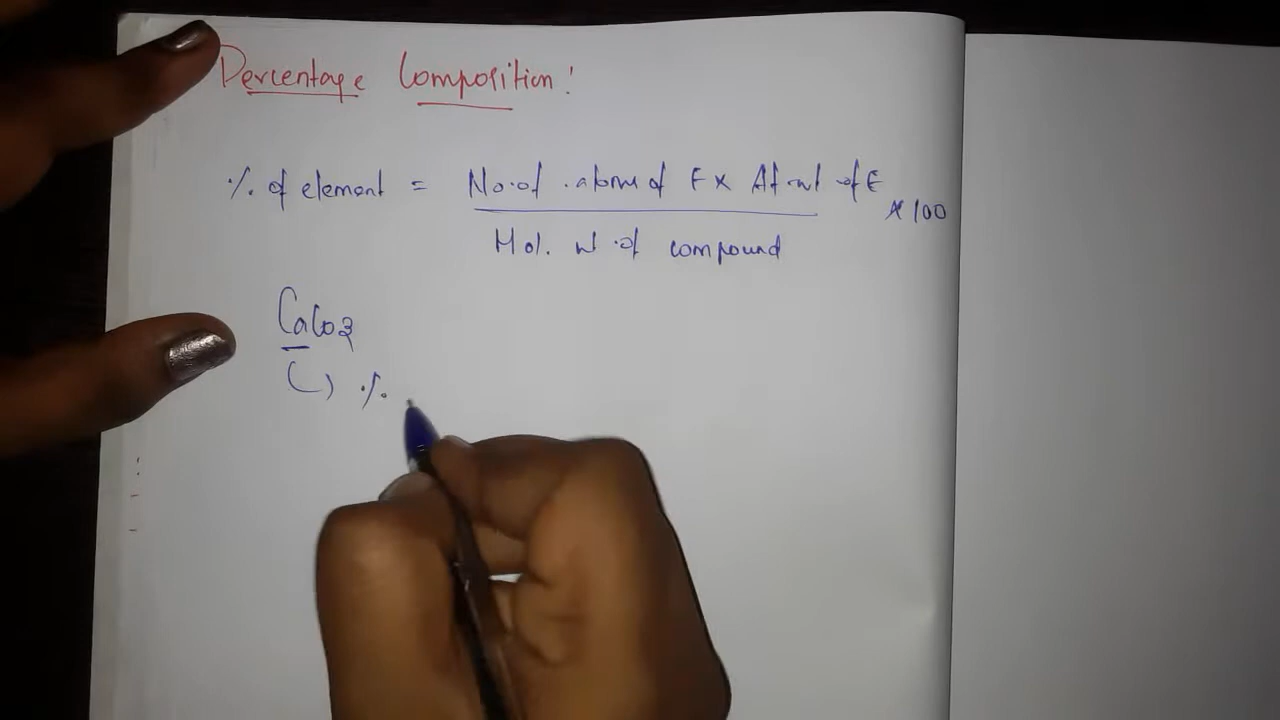 Percentage Composition:
% of element = No. of. atoms of E x At wt of E x 100
Mol. wt of compound
CaCo3
( ) %